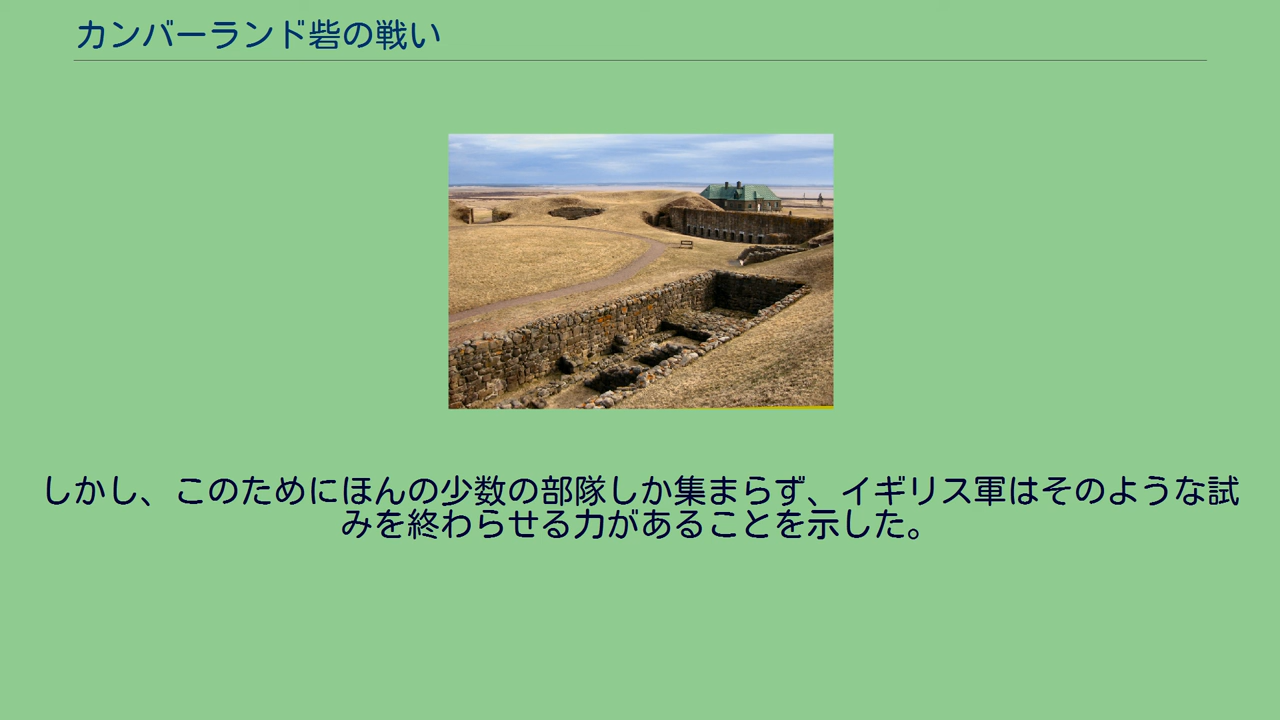 カンバーランド砦の戦い
しかし、このためにほんの少数の部隊しか集まらず、イギリス軍はそのような試
みを終わらせる力があることを示した。